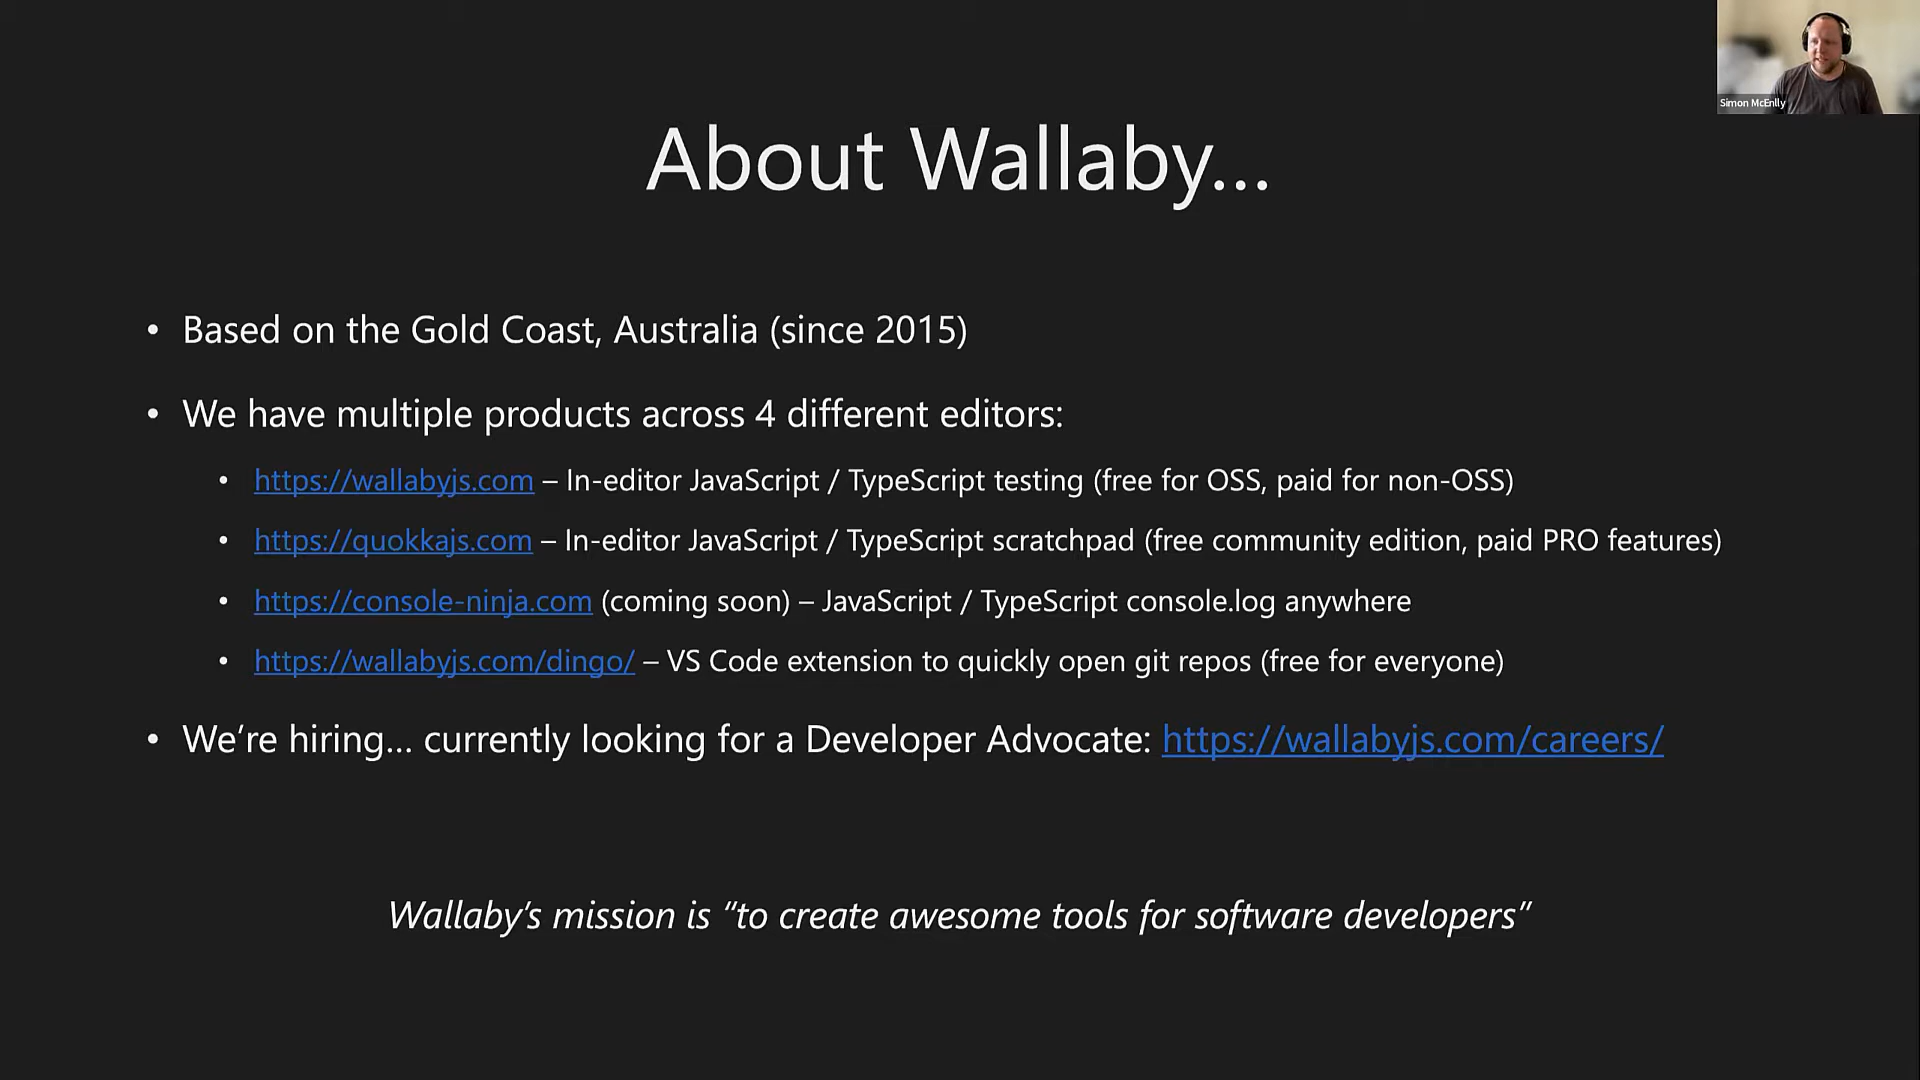 Simon McEnlly
About Wallaby...
• Based on the Gold Coast, Australia (since 2015)
• We have multiple products across 4 different editors:
• https://wallabyjs.com – In-editor JavaScript / TypeScript testing (free for OSS, paid for non-OSS)
• https://quokkajs.com – In-editor JavaScript / TypeScript scratchpad (free community edition, paid PRO features)
• https://console-ninja.com (coming soon) – JavaScript / TypeScript console.log anywhere
• https://wallabyjs.com/dingo/ – VS Code extension to quickly open git repos (free for everyone)
• We’re hiring... currently looking for a Developer Advocate: https://wallabyjs.com/careers/
Wallaby’s mission is “to create awesome tools for software developers”